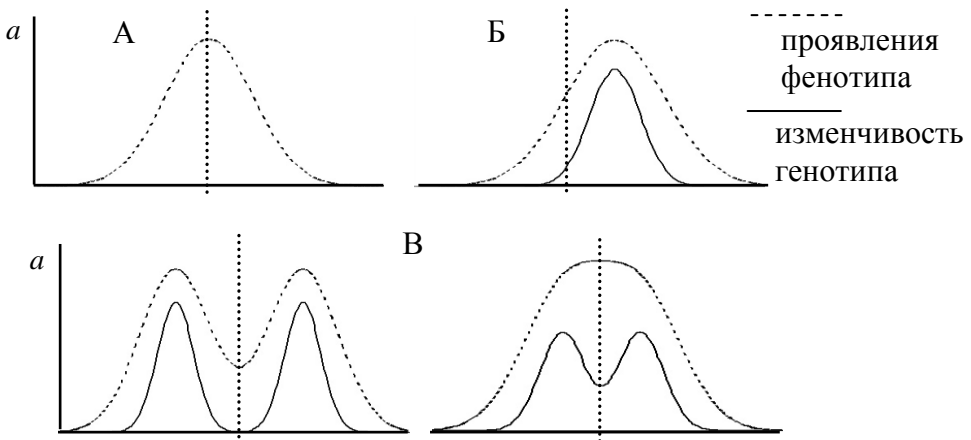 а
А
Б
проявления
фенотипа
изменчивость
генотипа
а
В